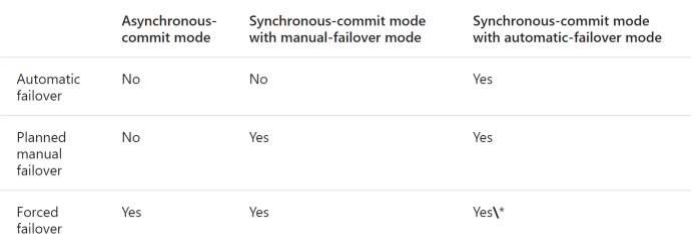 Asynchronous-
commit mode
Synchronous-commit mode
with manual-failover mode
Synchronous-commit mode
with automatic-failover mode
Automatic
failover
No
No
Yes
Planned
manual
failover
No
Yes
Yes
Forced
failover
Yes
Yes
Yes\*